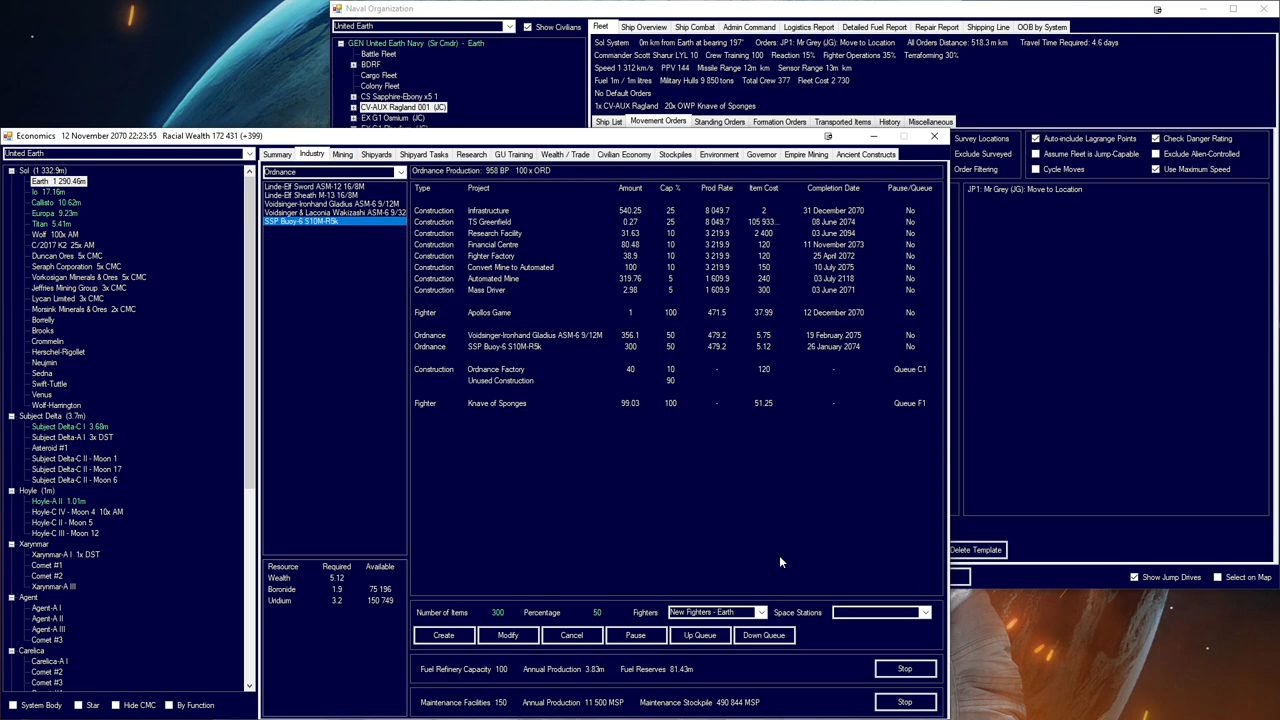 Naval Organization
United Earth
Show Civilians
GEN United Earth Navy (Sir Cmdr) - Earth
Battle Fleet
BDRF
Cargo Fleet
Colony Fleet
CS Sapphire-Ebony x5 1
CV-AUX Ragland 001 (JC)
EX G1 Osmium (JC)
Fleet Ship Overview Ship Combat Admin Command Logistics Report Detailed Fuel Report Repair Report Shipping Line OOB by System
Sol System 0m km from Earth at bearing 197° Orders: JP1: Mr Grey (JG): Move to Location All Orders Distance: 518.3 m km Travel Time Required: 4.6 days
Commander Scott Sharur LYL 10 Crew Training 100 Reaction 15% Engineering 20% Fighter Operations 35% Terraforming 30%
Speed 1 312 km/s PPV 144 Missile Range 12m km Sensor Range 13m km
Fuel 1m / 1m litres Military Hulls 9 850 tons Total Crew 377 Fleet Cost 2 730
No Default Orders
1x CV-AUX Ragland 20x OWP Knave of Sponges
Ship List Movement Orders Standing Orders Formation Orders Transported Items History Miscellaneous
Economics 12 November 2070 22:23:55 Racial Wealth 172 431 (+399)
United Earth
Summary Industry Mining Shipyards Shipyard Tasks Research GU Training Wealth / Trade Civilian Economy Stockpiles Environment Governor Empire Mining Ancient Constructs
Sol (1 332.9m)
Earth 1 290.46m
Io 17.16m
Callisto 10.62m
Europa 9.23m
Titan 5.41m
Wolf 100x AM
C/2017 K2 25x AM
Duncan Ores 5x CMC
Seraph Corporation 5x CMC
Vorkosigan Minerals & Ores 5x CMC
Jeffries Mining Group 3x CMC
Lycan Limited 3x CMC
Morsink Minerals & Ores 2x CMC
Borrelly
Brooks
Crommelin
Herschel-Rigollet
Neujmin
Sedna
Swift-Tuttle
Venus
Wolf-Harrington
Subject Delta (3.7m)
Subject Delta-C I 3.68m
Subject Delta-A I 3x DST
Asteroid #1
Subject Delta-C II - Moon 1
Subject Delta-C II - Moon 17
Subject Delta-C II - Moon 6
Hoyle (1m)
Hoyle-A II 1.01m
Hoyle-C IV - Moon 4 10x AM
Hoyle-C II - Moon 5
Hoyle-C III - Moon 12
Xarynmar
Xarynmar-A I 1x DST
Comet #1
Comet #2
Xarynmar-A III
Agent
Agent-A I
Agent-A II
Agent-A III
Comet #3
Carelica
Carelica-A I
Comet #2
Comet #3
System Body Star Hide CMC By Function
Ordnance
Linde-Elf Sword ASM-12 16/8M
Linde-Elf Sheath M-13 16/8M
Voidsinger-Ironhand Gladius ASM-6 9/12M
Voidsinger & Laconia Wakizashi ASM-6 9/32
SSP Buoy-6 S10M-R5k
Resource Required Available
Wealth 5.12
Boronide 1.9 75 196
Uridium 3.2 150 749
Ordnance Production: 958 BP 100 x ORD
Type Project Amount Cap % Prod Rate Item Cost Completion Date Pause/Queue
Construction Infrastructure 540.25 25 8 049.7 2 31 December 2070 No
Construction TS Greenfield 0.27 25 8 049.7 105 933... 08 June 2074 No
Construction Research Facility 31.63 10 3 219.9 2 400 03 June 2094 No
Construction Financial Centre 80.48 10 3 219.9 120 11 November 2073 No
Construction Fighter Factory 38.9 10 3 219.9 120 25 April 2072 No
Construction Convert Mine to Automated 100 10 3 219.9 150 10 July 2075 No
Construction Automated Mine 319.76 5 1 609.9 240 03 July 2118 No
Construction Mass Driver 2.98 5 1 609.9 300 03 June 2071 No
Fighter Apollos Game 1 100 471.5 37.99 12 December 2070 No
Ordnance Voidsinger-Ironhand Gladius ASM-6 9/12M 356.1 50 479.2 5.75 19 February 2075 No
Ordnance SSP Buoy-6 S10M-R5k 300 50 479.2 5.12 26 January 2074 No
Construction Ordnance Factory 40 10 - 120 - Queue C1
Unused Construction 90
Fighter Knave of Sponges 99.03 100 - 51.25 - Queue F1
Number of Items 300 Percentage 50 Fighters New Fighters - Earth Space Stations
Create Modify Cancel Pause Up Queue Down Queue
Fuel Refinery Capacity 100 Annual Production 3.83m Fuel Reserves 81.43m Stop
Maintenance Facilities 150 Annual Production 11 500 MSP Maintenance Stockpile 490 844 MSP Stop
Survey Locations Auto-include Lagrange Points Check Danger Rating
Exclude Surveyed Assume Fleet is Jump-Capable Exclude Alien-Controlled
Order Filtering Cycle Moves Use Maximum Speed
JP1: Mr Grey (JG): Move to Location
Delete Template
Show Jump Drives Select on Map